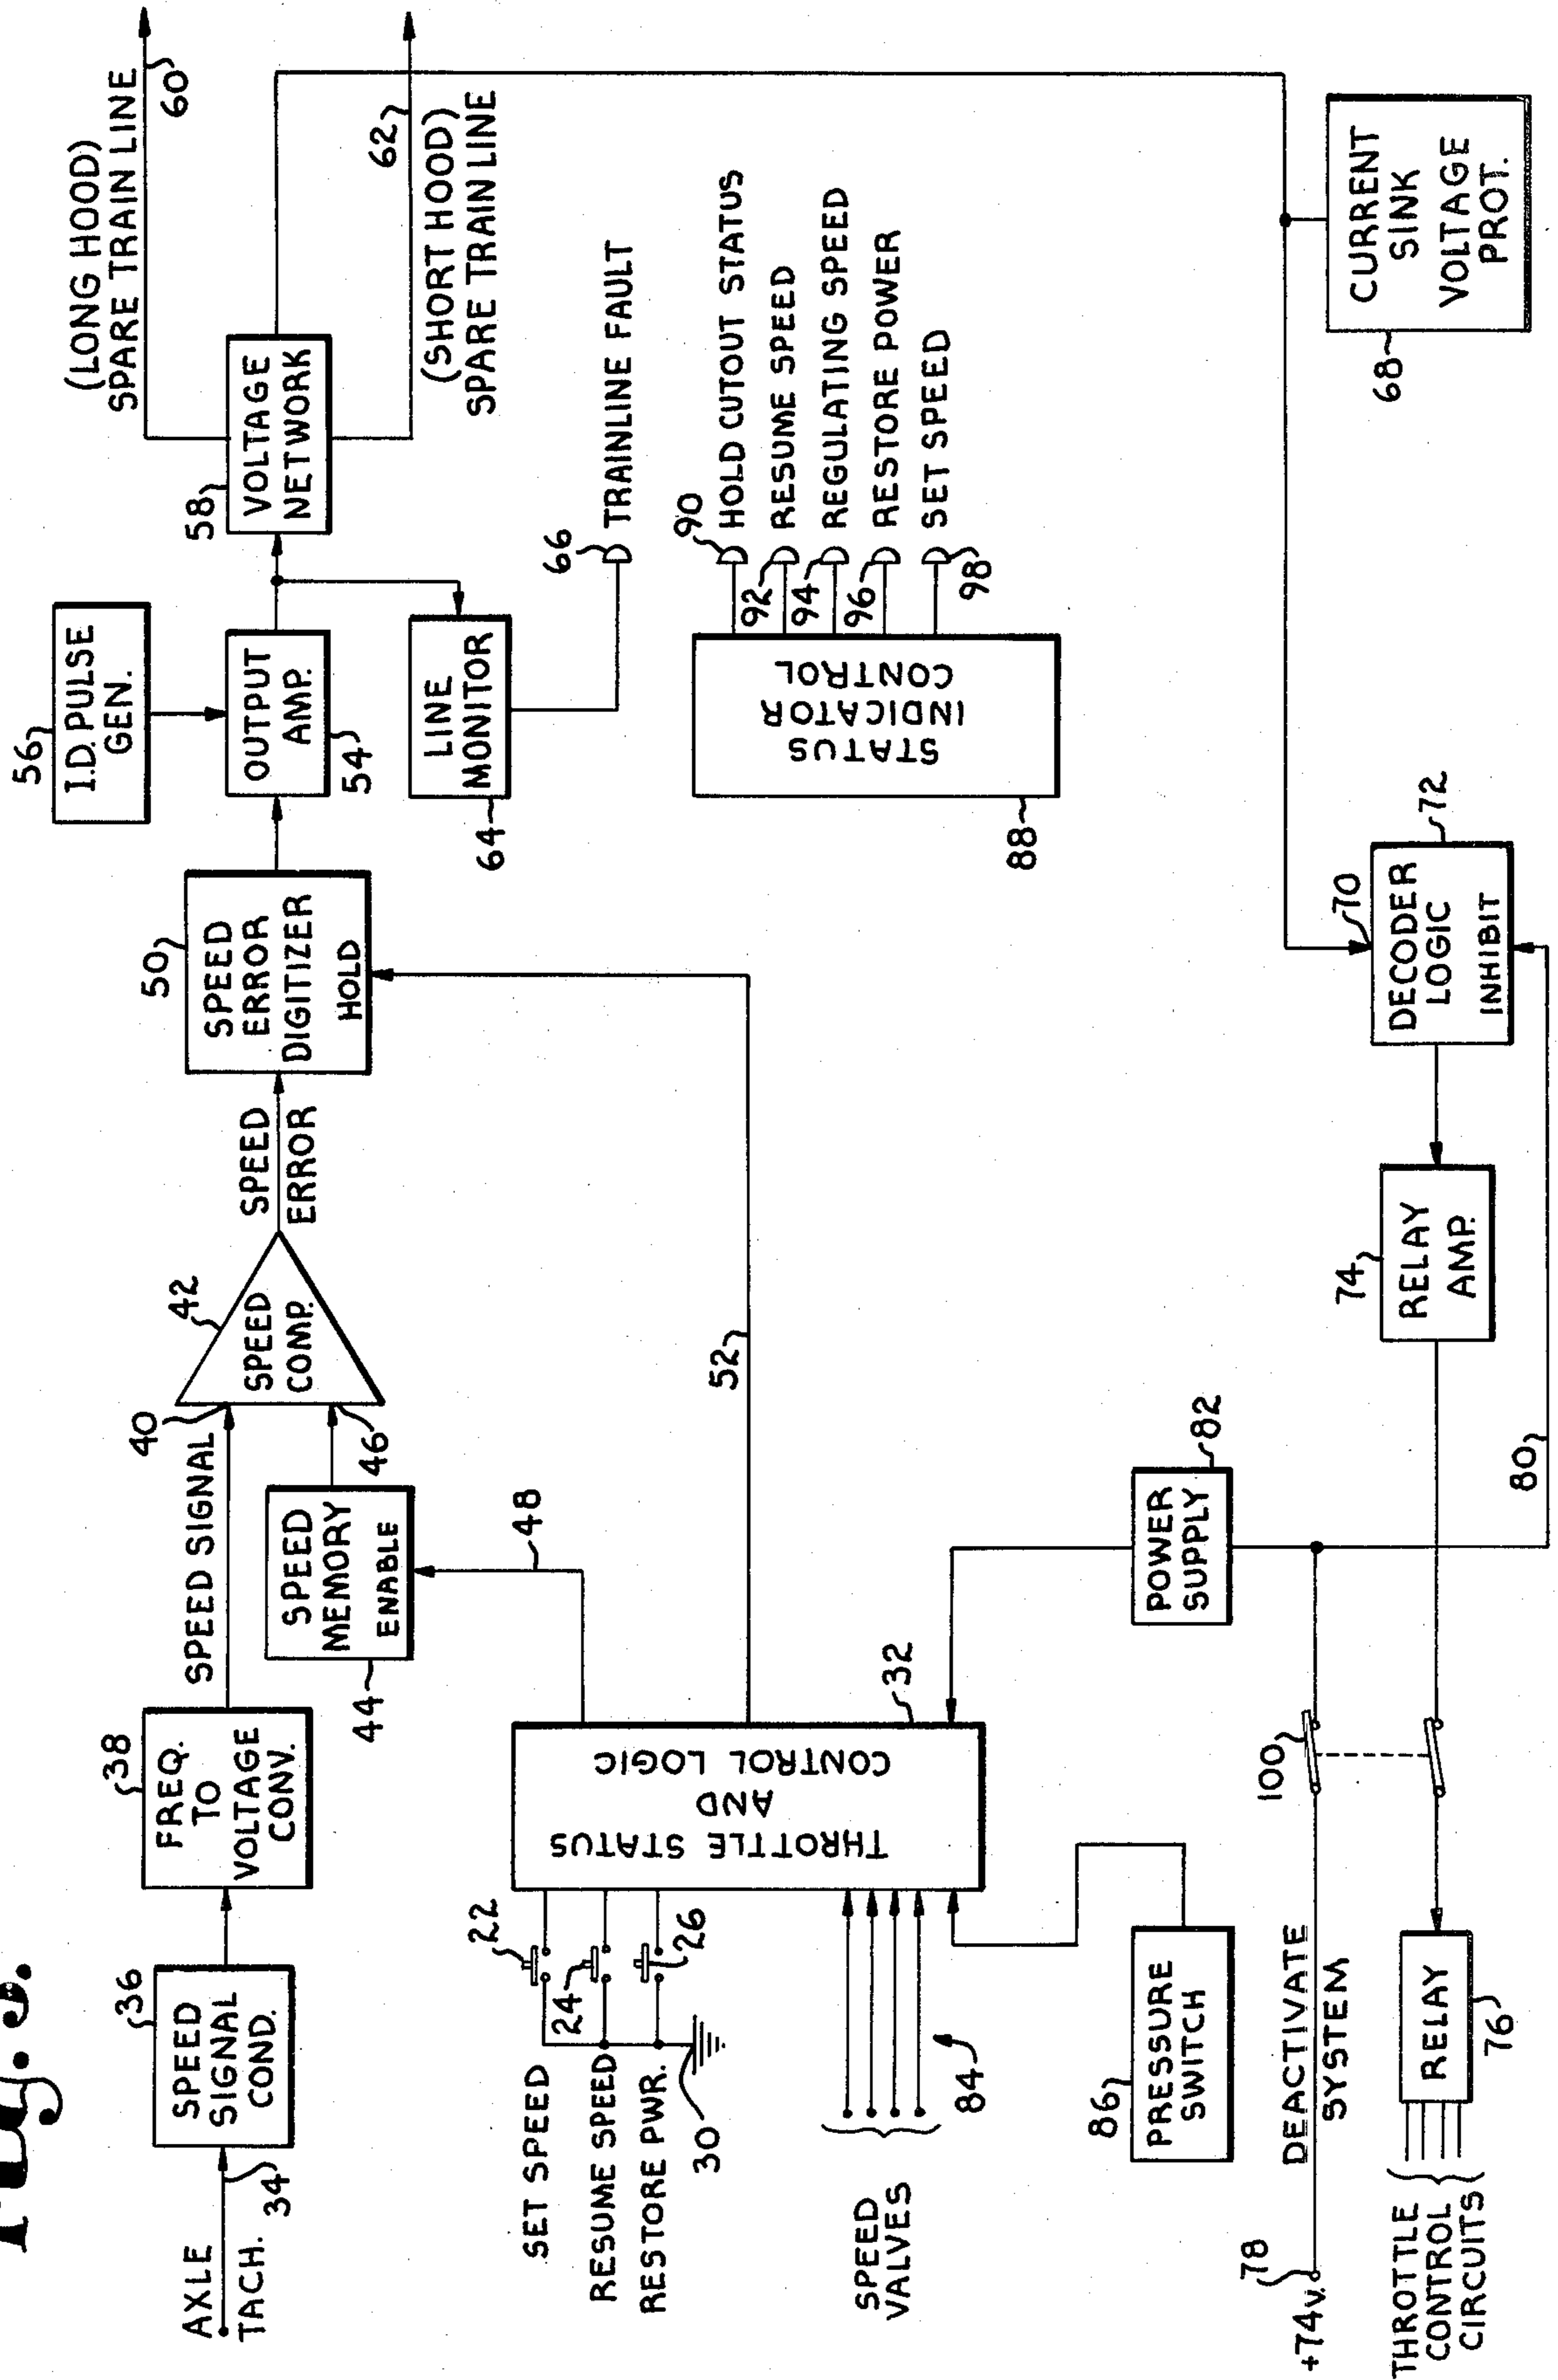 Fig. 3.
AXLE
TACH.
34
36
SPEED
SIGNAL
COND.
38
FREQ.
TO
VOLTAGE
CONV.
SPEED SIGNAL
40
42
SPEED
COMP.
46
SPEED
MEMORY
ENABLE
44
48
SPEED
ERROR
50
SPEED
ERROR
DIGITIZER
HOLD
52
56
I.D. PULSE
GEN.
OUTPUT
AMP.
54
58
VOLTAGE
NETWORK
(LONG HOOD)
SPARE TRAIN LINE
60
62
(SHORT HOOD)
SPARE TRAIN LINE
LINE
MONITOR
64
66
TRAINLINE FAULT
STATUS
INDICATOR
CONTROL
88
90
HOLD CUTOUT STATUS
92
RESUME SPEED
94
REGULATING SPEED
96
RESTORE POWER
98
SET SPEED
SET SPEED
22
RESUME SPEED
24
RESTORE PWR.
26
30
THROTTLE STATUS
AND
CONTROL LOGIC
32
SPEED
VALVES
84
86
PRESSURE
SWITCH
POWER
SUPPLY
82
78
+74v.
DEACTIVATE
SYSTEM
100
80
THROTTLE
CONTROL
CIRCUITS
RELAY
76
74
RELAY
AMP.
70
72
DECODER
LOGIC
INHIBIT
68
CURRENT
SINK
VOLTAGE
PROT.